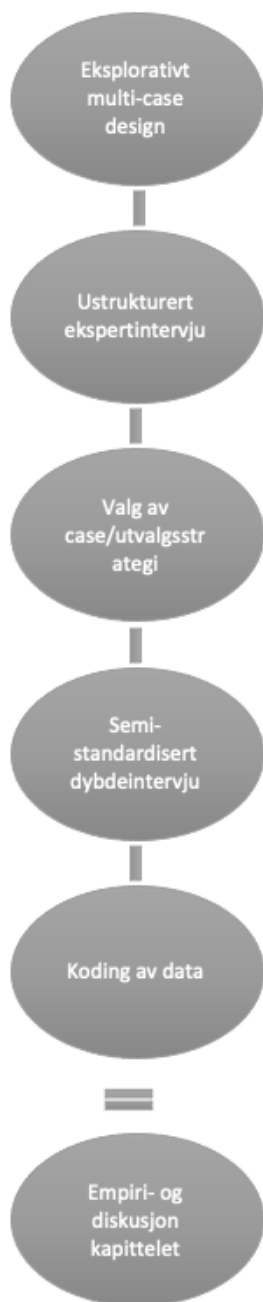 Eksplorativt
multi-case
design
Ustrukturert
ekspertintervju
Valg av
case/utvalgsstr
ategi
Semi-
standardisert
dybdeintervju
Koding av data
Empiri- og
diskusjon
kapittelet